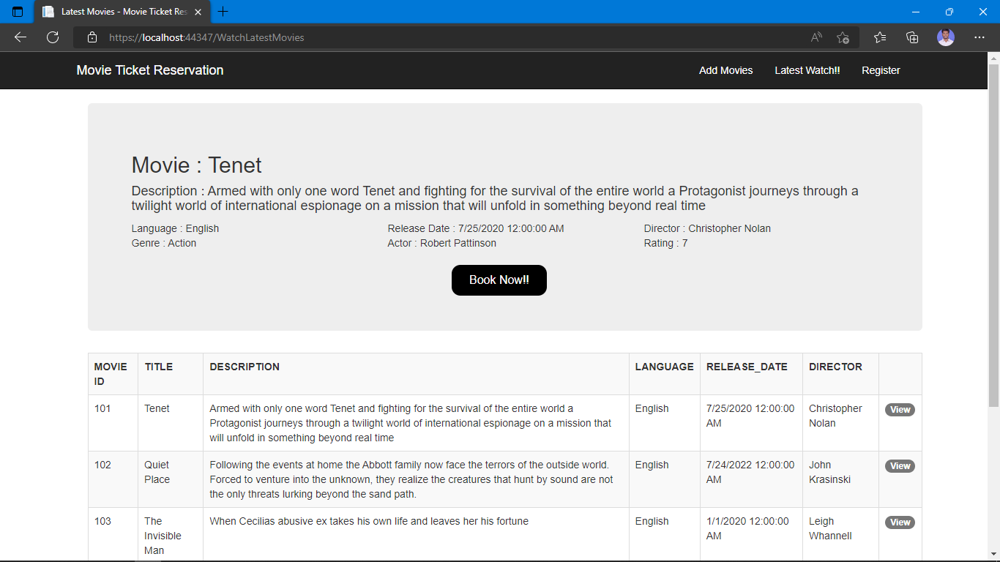 Latest Movies - Movie Ticket Res
https://localhost:44347/WatchLatestMovies
Movie Ticket Reservation
Add Movies
Latest Watch!!
Register
Movie : Tenet
Description : Armed with only one word Tenet and fighting for the survival of the entire world a Protagonist journeys through a
twilight world of international espionage on a mission that will unfold in something beyond real time
Language : English
Release Date : 7/25/2020 12:00:00 AM
Director : Christopher Nolan
Genre : Action
Actor : Robert Pattinson
Rating : 7
Book Now!!
MOVIE
ID
TITLE
DESCRIPTION
LANGUAGE
RELEASE_DATE
DIRECTOR
101
Tenet
Armed with only one word Tenet and fighting for the survival of the entire world a
Protagonist journeys through a twilight world of international espionage on a mission that
will unfold in something beyond real time
English
7/25/2020 12:00:00
AM
Christopher
Nolan
View
102
Quiet
Place
Following the events at home the Abbott family now face the terrors of the outside world.
Forced to venture into the unknown, they realize the creatures that hunt by sound are not
the only threats lurking beyond the sand path.
English
7/24/2022 12:00:00
AM
John
Krasinski
View
103
The
Invisible
Man
When Cecilias abusive ex takes his own life and leaves her his fortune
English
1/1/2020 12:00:00
AM
Leigh
Whannell
View